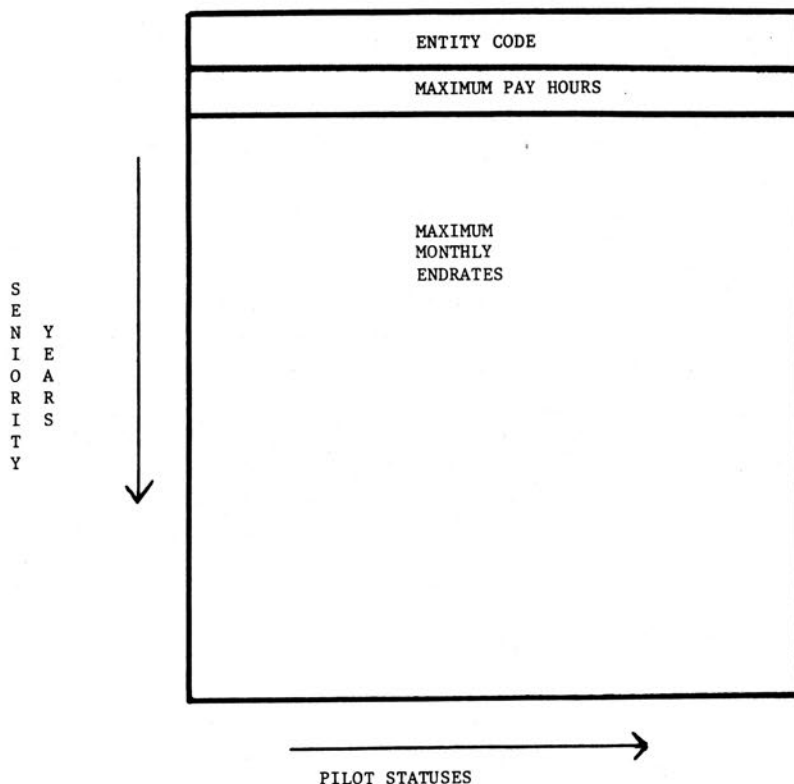 ENTITY CODE
MAXIMUM PAY HOURS
MAXIMUM
MONTHLY
ENDRATES
SENIORITY
YEARS
PILOT STATUSES